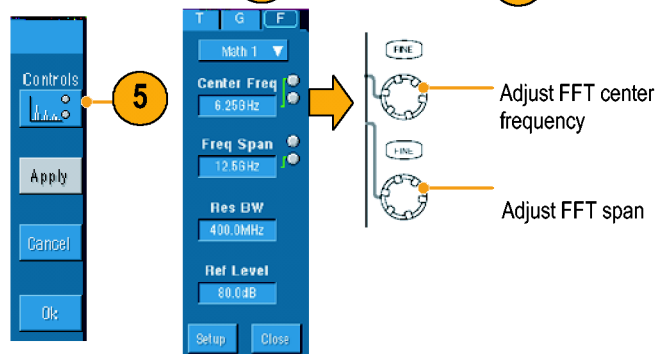 Controls
5
Apply
Cancel
Ok
T G F
Math 1
Center Freq
6.25GHz
Freq Span
12.5GHz
Res BW
400.0MHz
Ref Level
80.0dB
Setup Close
FINE
Adjust FFT center
frequency
FINE
Adjust FFT span